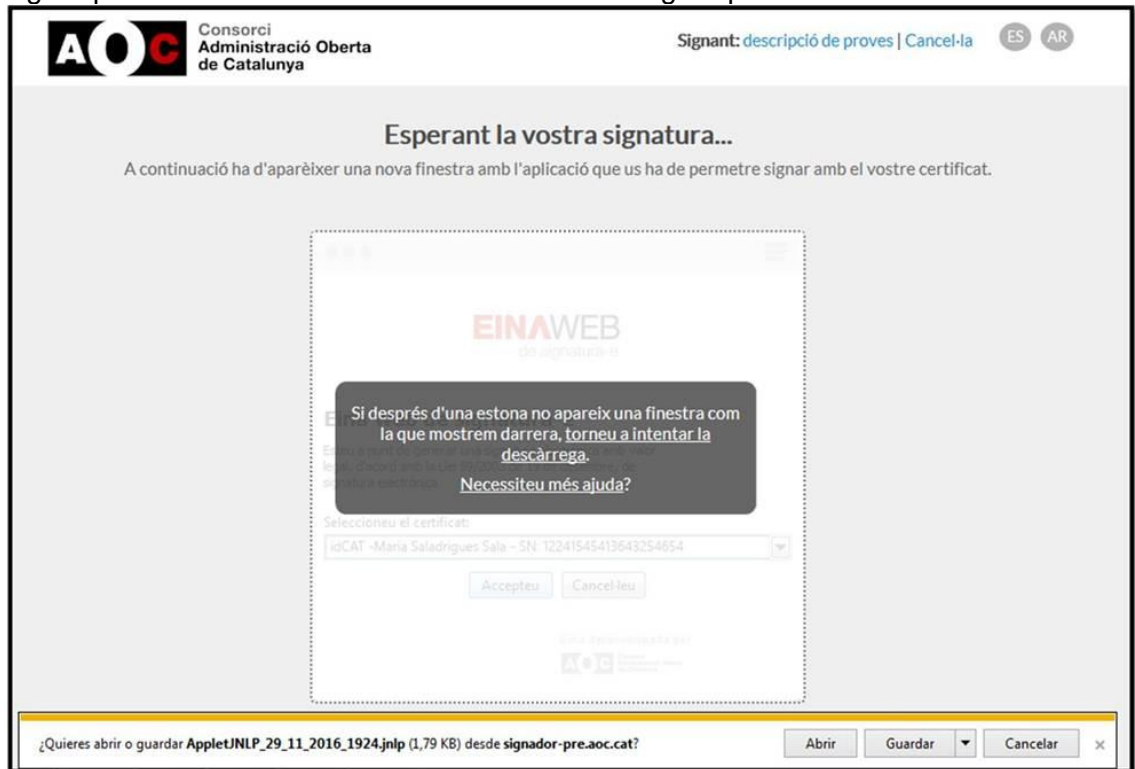 AOC
Consorci
Administració Oberta
de Catalunya
Signant: descripció de proves | Cancel·la
ES AR
Esperant la vostra signatura...
A continuació ha d'aparèixer una nova finestra amb l'aplicació que us ha de permetre signar amb el vostre certificat.
EINAWEB
de signatura-e
Si després d'una estona no apareix una finestra com
la que mostrem darrera, torneu a intentar la
descàrrega.
Necessiteu més ajuda?
Seleccioneu el certificat:
idCAT -Maria Saladrigues Sala - SN: 12241545413643254654
Accepteu Cancel·leu
AOC
¿Quieres abrir o guardar AppletJNLP_29_11_2016_1924.jnlp (1,79 KB) desde signador-pre.aoc.cat?
Abrir Guardar Cancelar